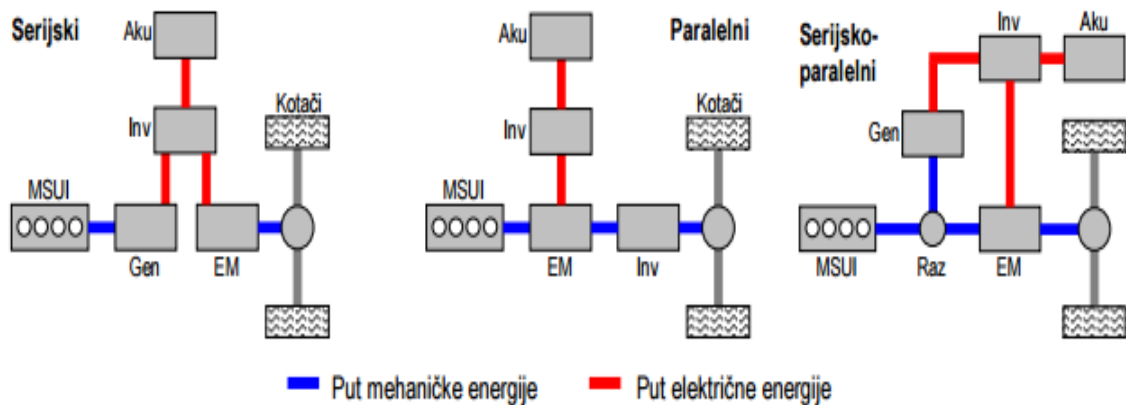 Serijski
Aku
Inv
Kotači
MSUI
Gen
EM
Paralelni
Aku
Inv
Kotači
MSUI
EM
Inv
Serijsko-
paralelni
Inv
Aku
Gen
MSUI
Raz
EM
Put mehaničke energije
Put električne energije